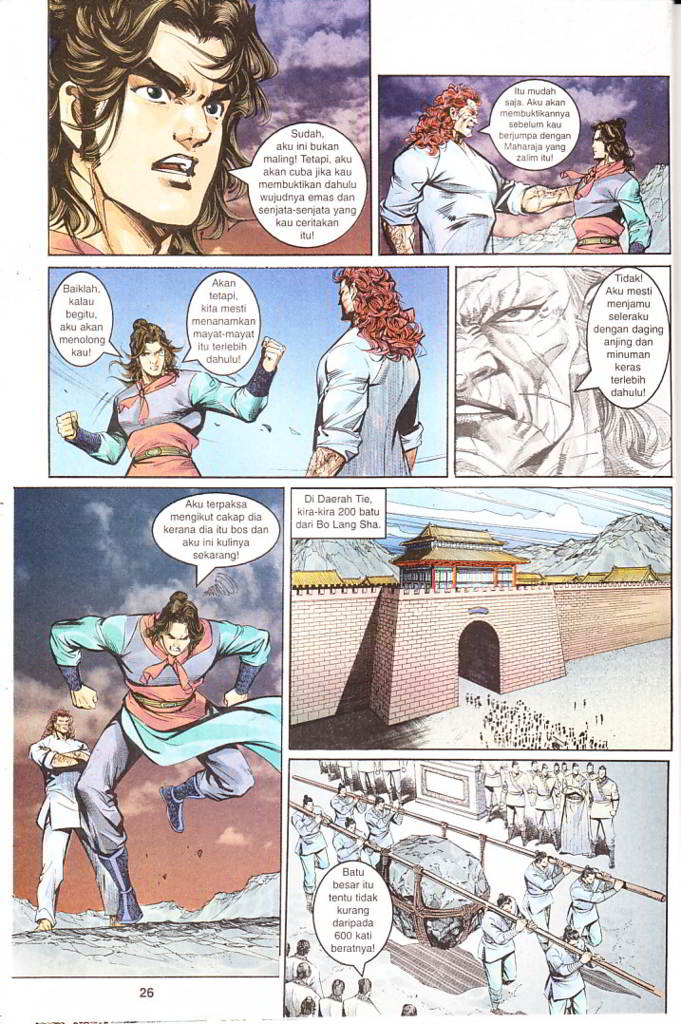 Sudah,
aku ini bukan
maling! Tetapi, aku
akan cuba jika kau
membuktikan dahulu
wujudnya emas dan
senjata-senjata yang
kau ceritakan
itu!
Itu mudah
saja. Aku akan
membuktikannya
sebelum kau
berjumpa dengan
Maharaja yang
zalim itu!
Baiklah,
kalau
begitu,
aku akan
menolong
kau!
Akan
tetapi,
kita mesti
menanamkan
mayat-mayat
itu terlebih
dahulu!
Tidak!
Aku mesti
menjamu
seleraku
dengan daging
anjing dan
minuman
keras
terlebih
dahulu!
Aku terpaksa
mengikut cakap dia
kerana dia itu bos dan
aku ini kulinya
sekarang!
Di Daerah Tie,
kira-kira 200 batu
dari Bo Lang Sha.
Batu
besar itu
tentu tidak
kurang
daripada
600 kati
beratnya!
26